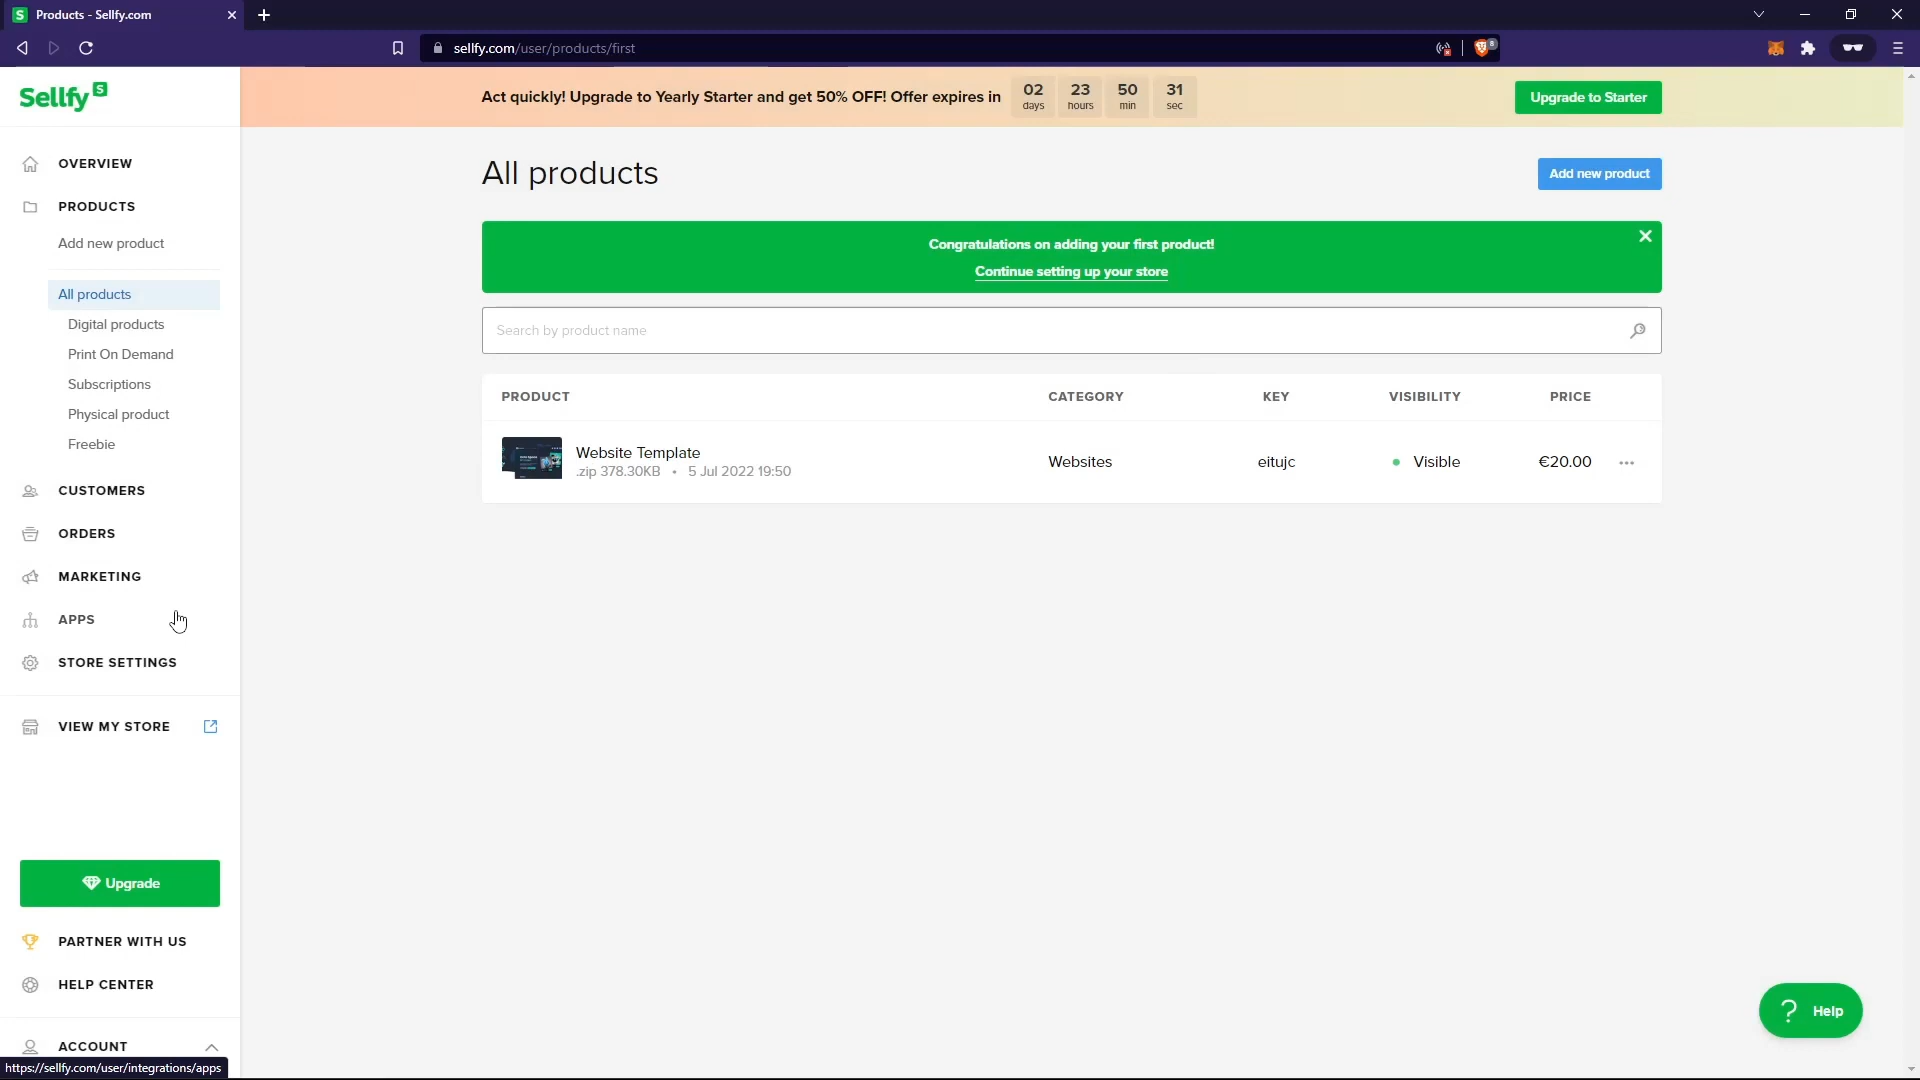 Products - Sellfy.com
sellfy.com/user/products/first
8
Sellfy S
Act quickly! Upgrade to Yearly Starter and get 50% OFF! Offer expires in
02 days 23 hours 50 min 31 sec
Upgrade to Starter
OVERVIEW
PRODUCTS
Add new product
All products
Digital products
Print On Demand
Subscriptions
Physical product
Freebie
CUSTOMERS
ORDERS
MARKETING
APPS
STORE SETTINGS
VIEW MY STORE
Upgrade
PARTNER WITH US
HELP CENTER
ACCOUNT
https://sellfy.com/user/integrations/apps
All products
Add new product
Congratulations on adding your first product!
Continue setting up your store
Search by product name
PRODUCT CATEGORY KEY VISIBILITY PRICE
Website Template
.zip 378.30KB • 5 Jul 2022 19:50
Websites eitujc Visible €20.00
? Help